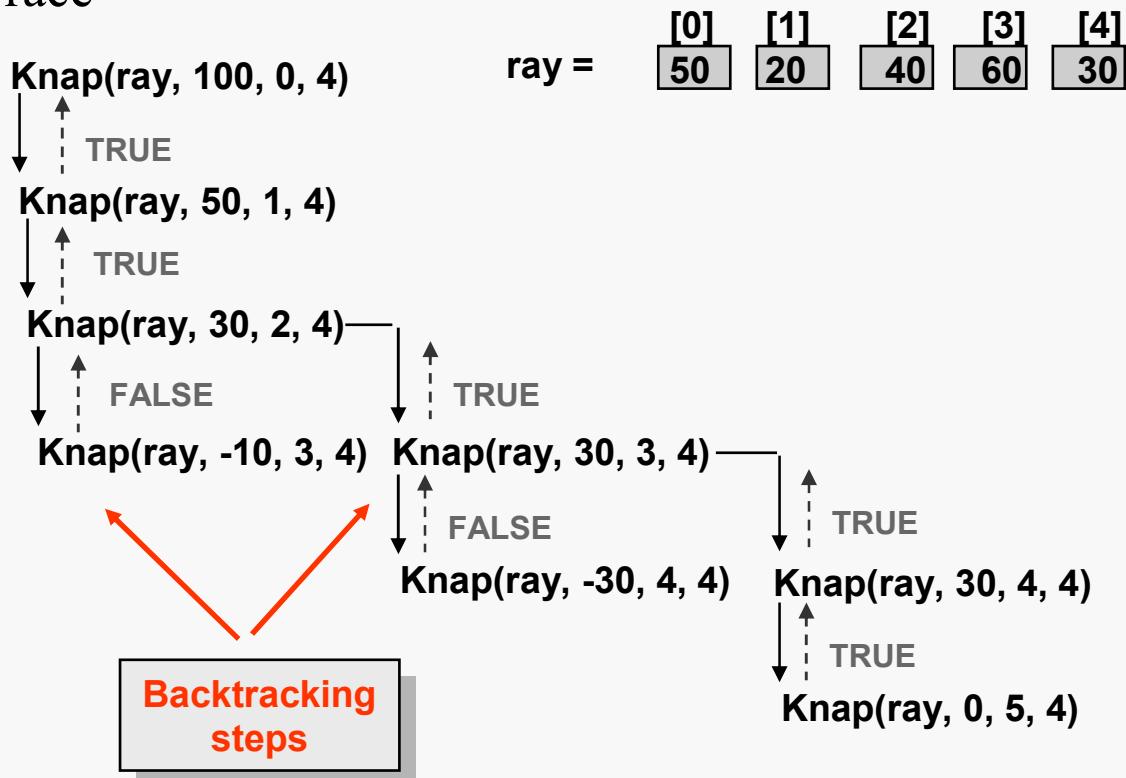 [0] [1] [2] [3] [4]
ray = 50 20 40 60 30
Knap(ray, 100, 0, 4)
TRUE
Knap(ray, 50, 1, 4)
TRUE
Knap(ray, 30, 2, 4)
FALSE TRUE
Knap(ray, -10, 3, 4) Knap(ray, 30, 3, 4)
FALSE TRUE
Knap(ray, -30, 4, 4) Knap(ray, 30, 4, 4)
TRUE
Knap(ray, 0, 5, 4)
Backtracking
steps